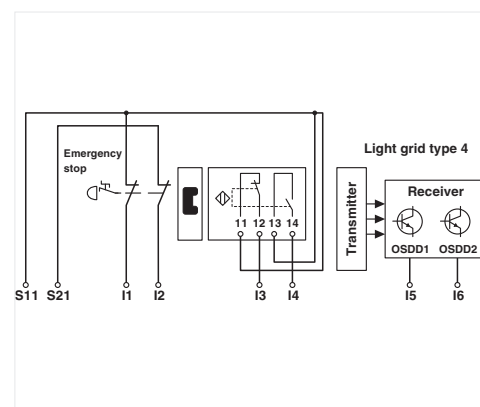 Emergency
stop
Light grid type 4
Transmitter
Receiver
11 12 13 14
OSDD1 OSDD2
S11 S21 I1 I2 I3 I4 I5 I6